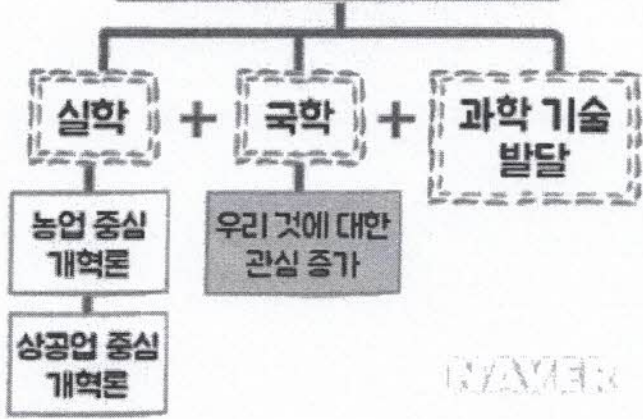 실학 + 국학 + 과학 기술
발달
농업 중심
개혁론
우리 것에 대한
관심 증가
상공업 중심
개혁론
NAVER